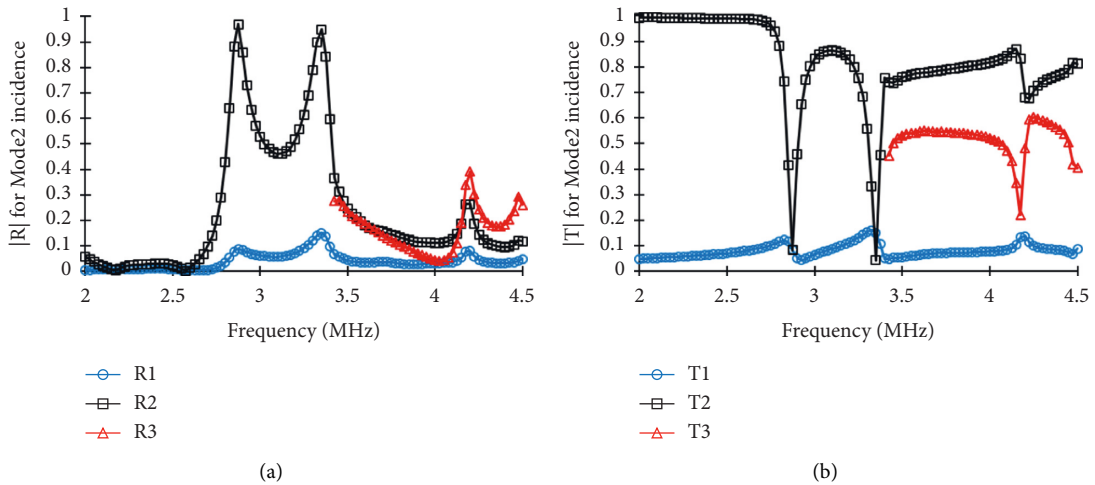 |R| for Mode2 incidence
1
0.9
0.8
0.7
0.6
0.5
0.4
0.3
0.2
0.1
0
2 2.5 3 3.5 4 4.5
Frequency (MHz)
R1
R2
R3
(a)
|T| for Mode2 incidence
1
0.9
0.8
0.7
0.6
0.5
0.4
0.3
0.2
0.1
0
2 2.5 3 3.5 4 4.5
Frequency (MHz)
T1
T2
T3
(b)